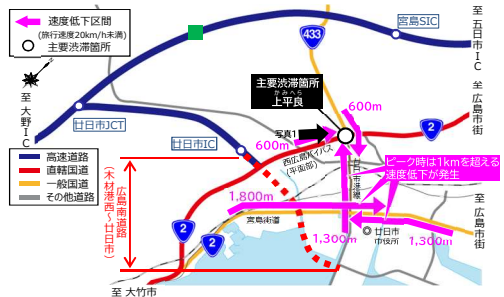 速度低下区間
(旅行速度20km/h未満)
主要渋滞箇所
宮島SIC
至 五日市IC
433
至 大野IC
主要渋滞箇所
かみへら
上平良
600m
至 広島市街
廿日市JCT
廿日市IC
写真1
600m
2
西広島バイパス
(平面部)
高速道路
直轄国道
一般国道
その他道路
広島南道路
(木材港西~廿日市)
廿日市環状線
ピーク時は1kmを超える
速度低下が発生
1,800m
宮島街道
2
2
1,300m
廿日市
市役所
1,300m
至 広島市街
至 大竹市